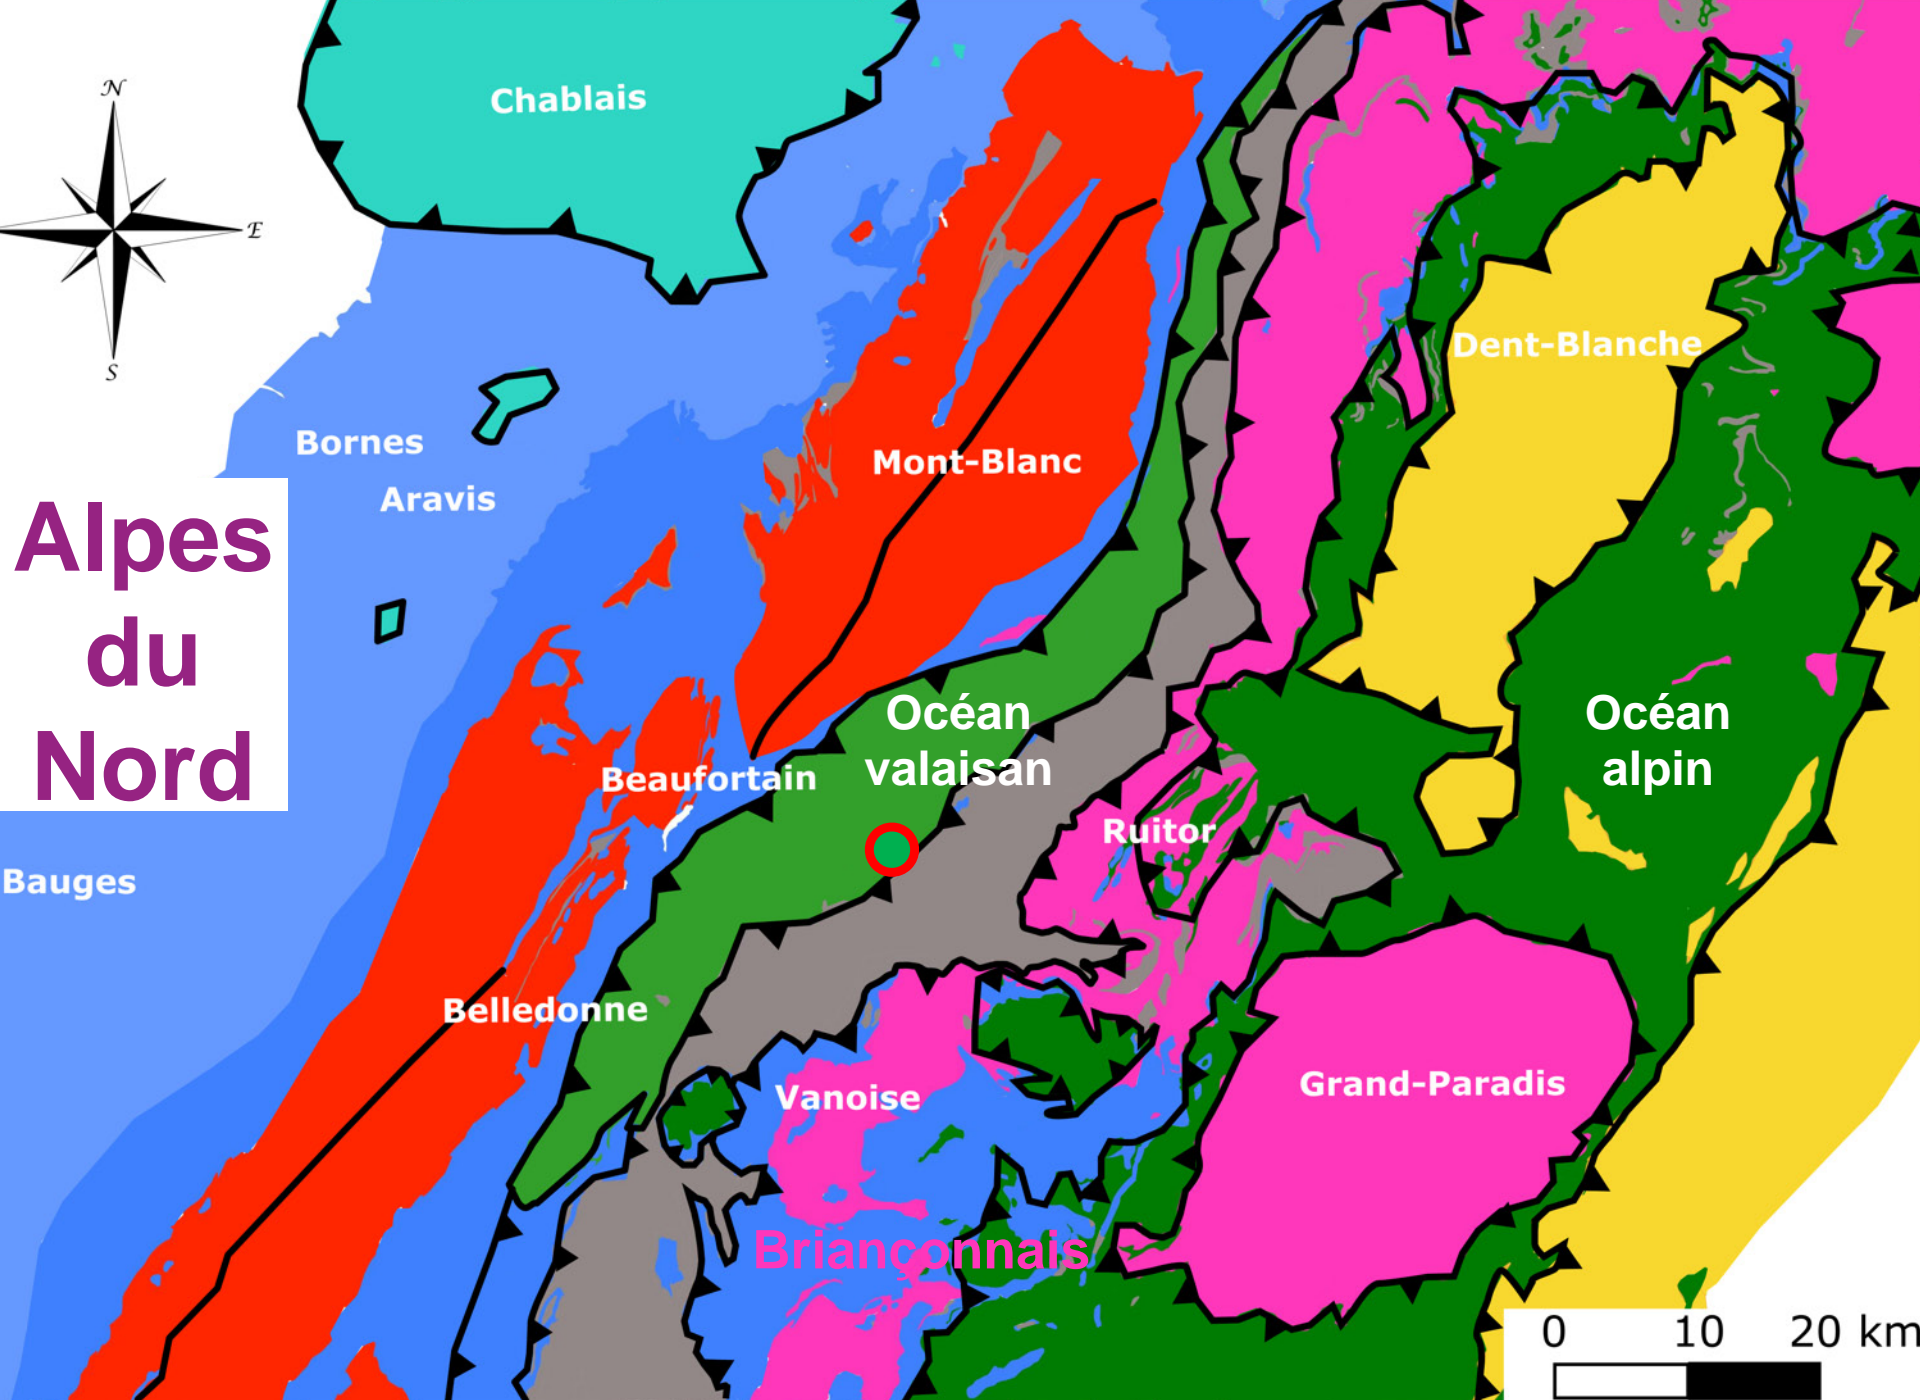 N
Chablais
E
S
Dent-Blanche
Bornes
Mont-Blanc
Aravis
Alpes
du
Nord
Océan
valaisan
Océan
alpin
Beaufortain
Ruitor
Bauges
Belledonne
Vanoise
Grand-Paradis
Briançonnais
0 10 20 km